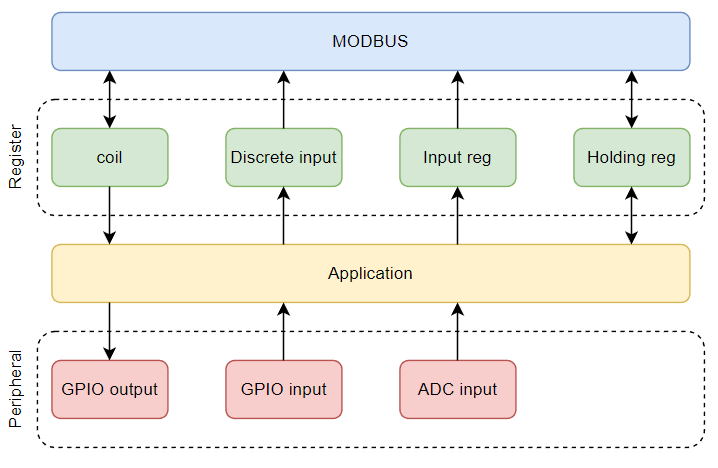 MODBUS
Register
coil
Discrete input
Input reg
Holding reg
Application
Peripheral
GPIO output
GPIO input
ADC input